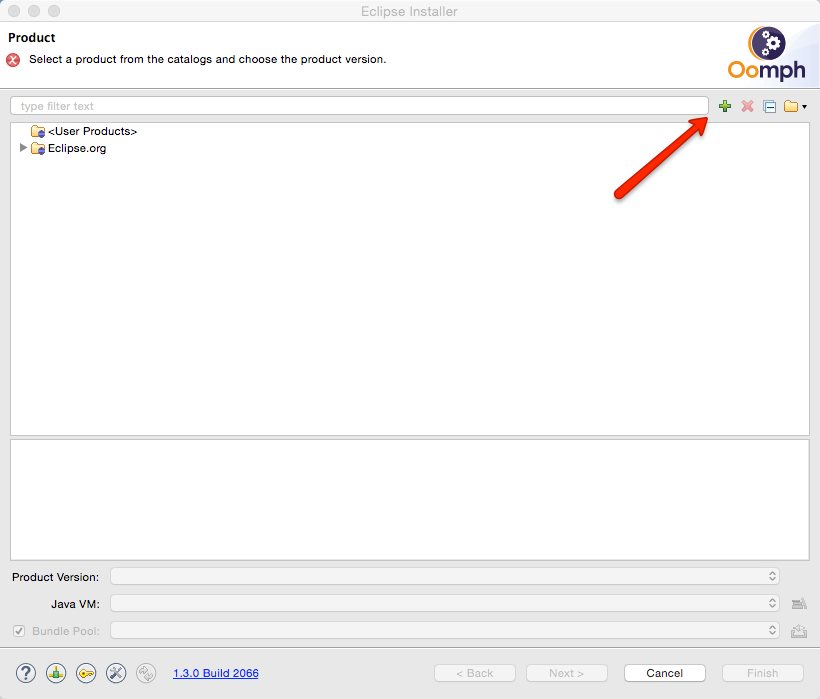 Eclipse Installer
Product
Select a product from the catalogs and choose the product version.
Oomph
type filter text
<User Products>
Eclipse.org
Product Version:
Java VM:
Bundle Pool:
1.3.0 Build 2066
< Back
Next >
Cancel
Finish